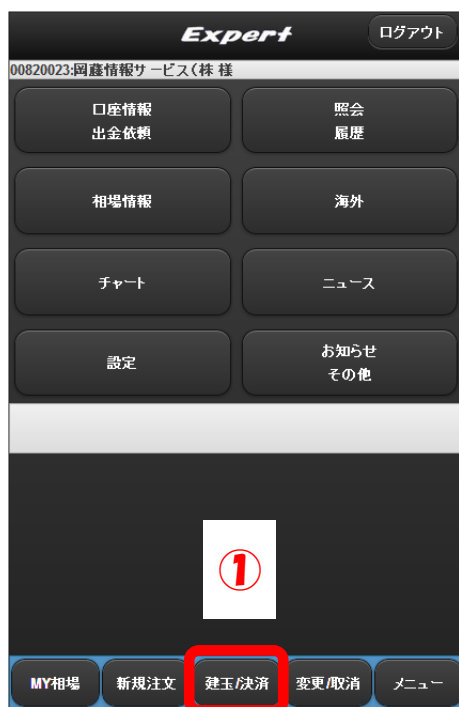 Expert
ログアウト
00820023:岡藤情報サービス(株 様
口座情報
出金依頼
照会
履歴
相場情報
海外
チャート
ニュース
設定
お知らせ
その他
①
MY相場
新規注文
建玉/決済
変更/取消
メニュー